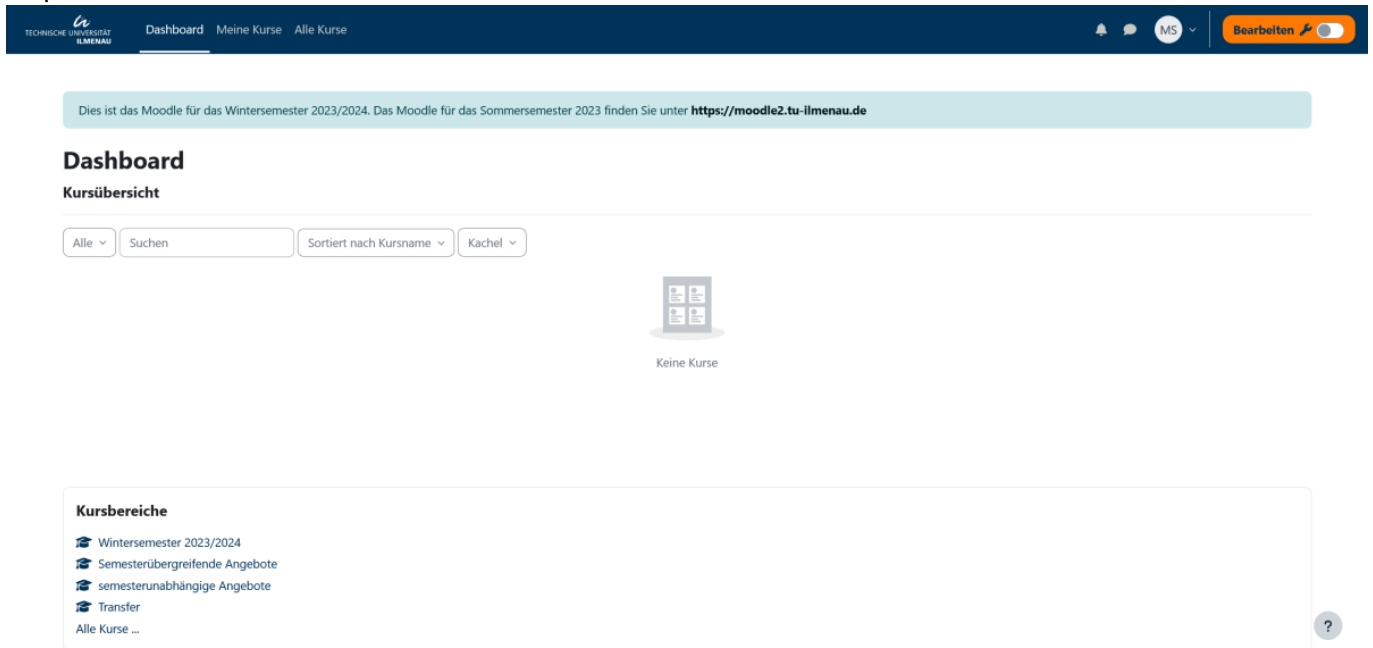 TECHNISCHE UNIVERSITÄT
ILMENAU
Dashboard Meine Kurse Alle Kurse
MS
Bearbeiten
Dies ist das Moodle für das Wintersemester 2023/2024. Das Moodle für das Sommersemester 2023 finden Sie unter https://moodle2.tu-ilmenau.de
Dashboard
Kursübersicht
Alle Suchen Sortiert nach Kursname Kachel
Keine Kurse
Kursbereiche
Wintersemester 2023/2024
Semesterübergreifende Angebote
semesterunabhängige Angebote
Transfer
Alle Kurse ...
?